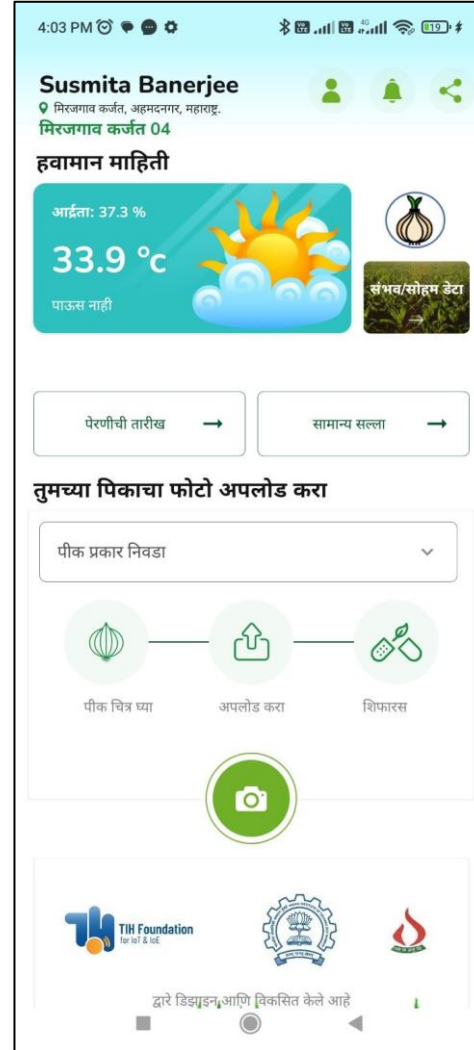 4:03 PM
4G
19
Susmita Banerjee
मिरजगाव कर्जत, अहमदनगर, महाराष्ट्र.
मिरजगाव कर्जत 04
हवामान माहिती
आर्द्रता: 37.3 %
33.9 °c
पाऊस नाही
संभव/सोहम डेटा
पेरणीची तारीख
सामान्य सल्ला
तुमच्या पिकाचा फोटो अपलोड करा
पीक प्रकार निवडा
पीक चित्र घ्या
अपलोड करा
शिफारस
TIH Foundation
for IoT & IoE
द्वारे डिझाइन आणि विकसित केले आहे